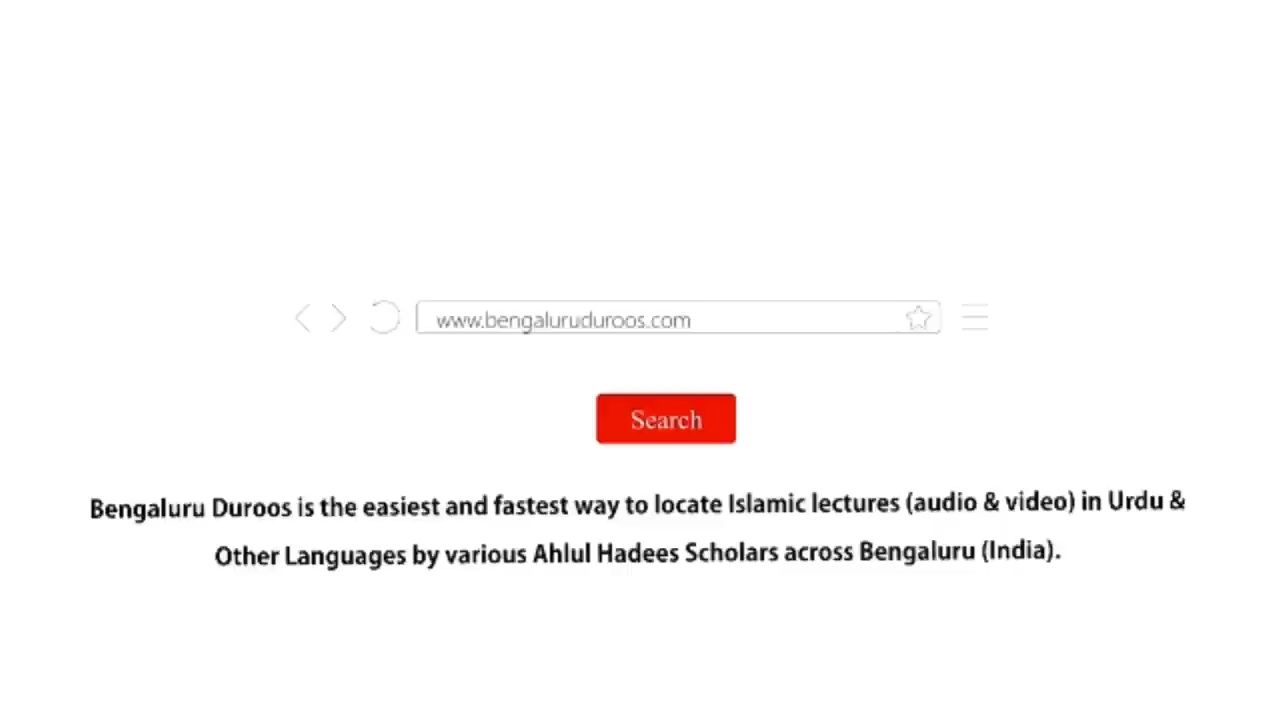 www.bengaluruduroos.com
Search
Bengaluru Duroos is the easiest and fastest way to locate Islamic lectures (audio & video) in Urdu &
Other Languages by various Ahlul Hadees Scholars across Bengaluru (India).